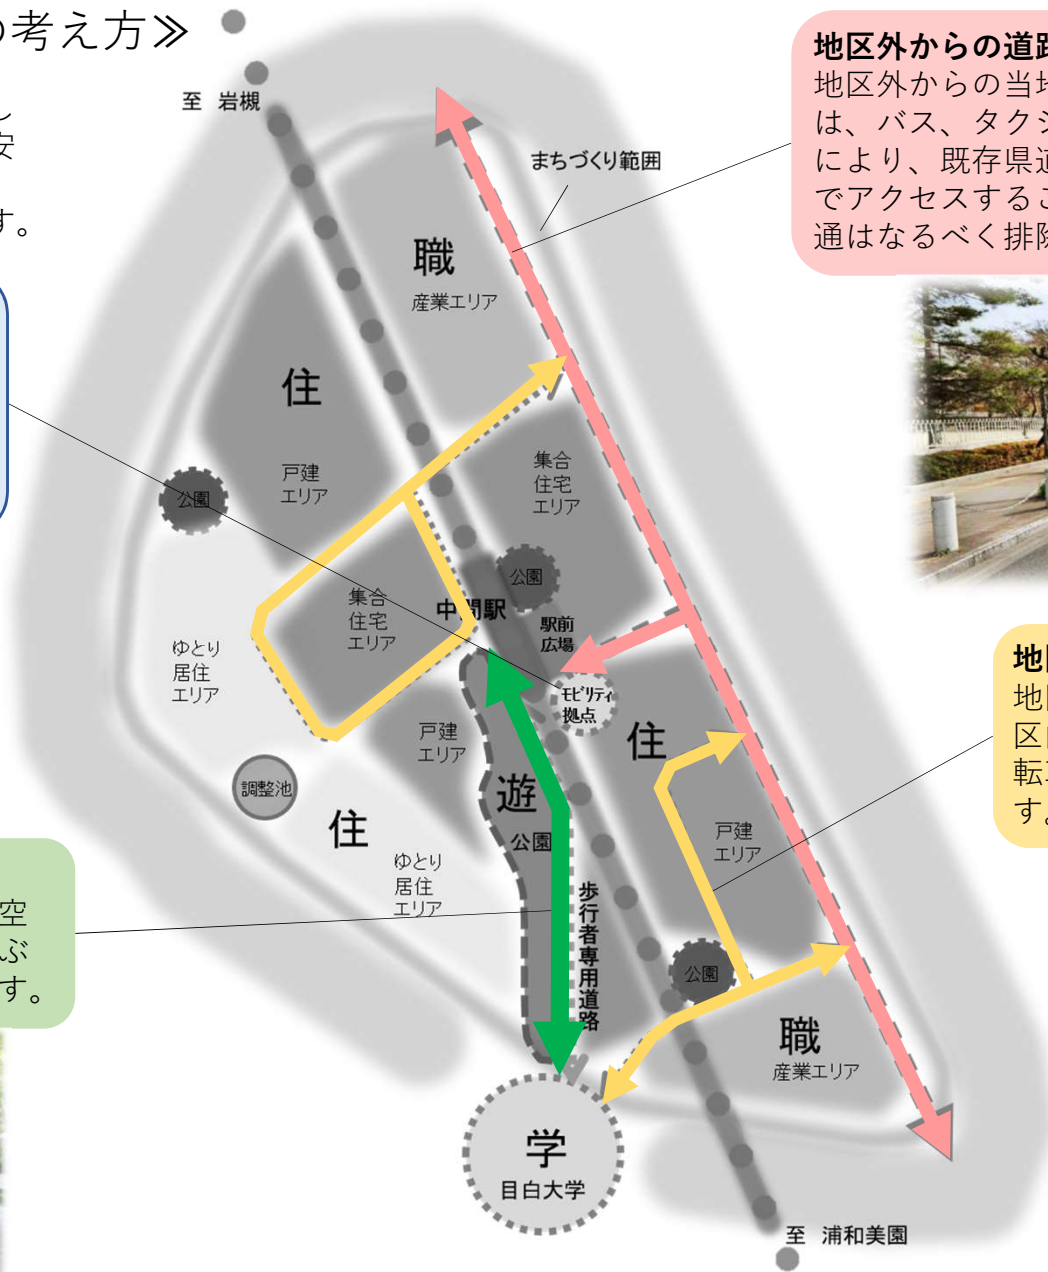 の考え方≫
至 岩槻
し
安
す。
まちづくり範囲
地区外からの道路
地区外からの当地
は、バス、タクシ
により、既存県道
でアクセスするこ
通はなるべく排除
職
産業エリア
住
戸建
エリア
公園
集合
住宅
エリア
公園
集合
住宅
エリア
中間駅
駅前
広場
ゆとり
居住
エリア
モビリティ
拠点
戸建
エリア
住
調整池
遊
公園
住
ゆとり
居住
エリア
戸建
エリア
地
区
転
す。
空
ぶ
す。
歩行者専用道路
公園
職
産業エリア
学
目白大学
至 浦和美園